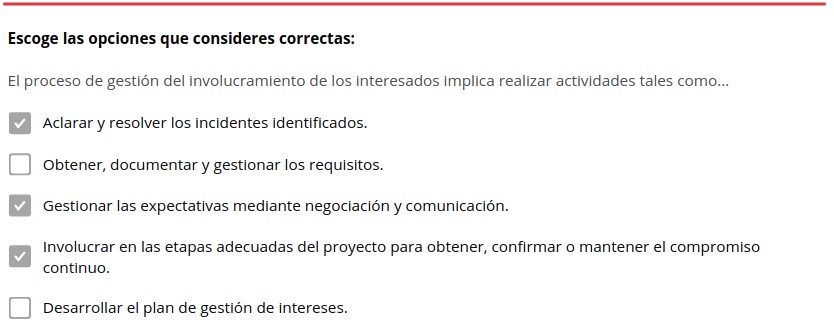 Escoge las opciones que consideres correctas:
El proceso de gestión del involucramiento de los interesados implica realizar actividades tales como...
Aclarar y resolver los incidentes identificados.
Obtener, documentar y gestionar los requisitos.
Gestionar las expectativas mediante negociación y comunicación.
Involucrar en las etapas adecuadas del proyecto para obtener, confirmar o mantener el compromiso
continuo.
Desarrollar el plan de gestión de intereses.